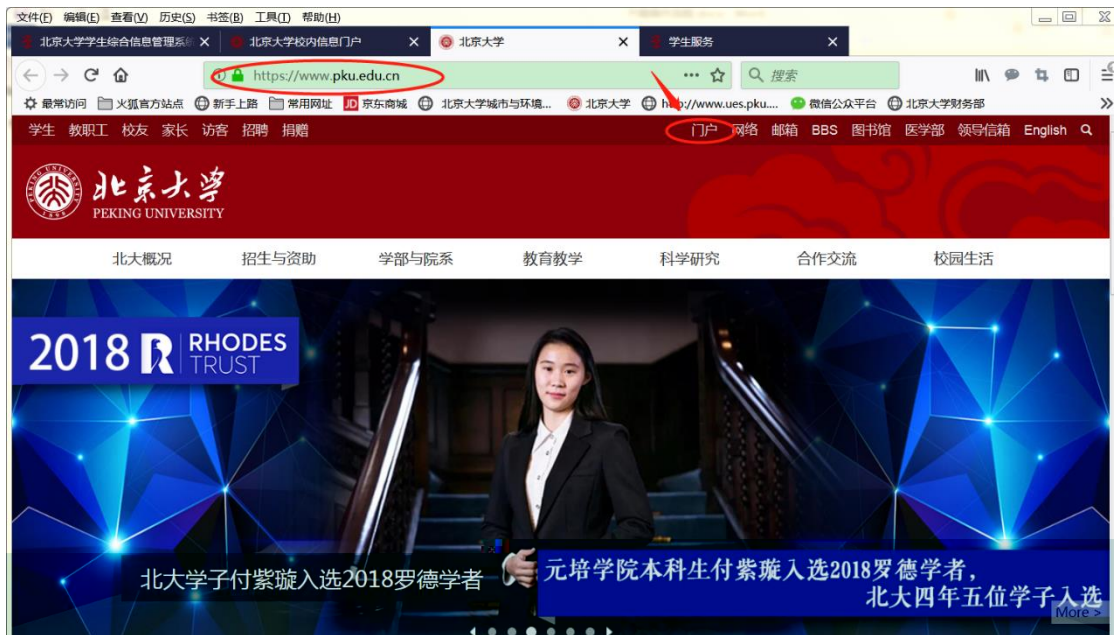 文件(F) 编辑(E) 查看(V) 历史(S) 书签(B) 工具(T) 帮助(H)
北京大学学生综合信息管理系统 北京大学校内信息门户 北京大学 学生服务
https://www.pku.edu.cn 搜索
最常访问 火狐官方站点 新手上路 常用网址 JD 京东商城 北京大学城市与环境... 北京大学 http://www.ues.pku.... 微信公众平台 北京大学财务部
学生 教职工 校友 家长 访客 招聘 捐赠 门户 网络 邮箱 BBS 图书馆 医学部 领导信箱 English
北京大学
PEKING UNIVERSITY
北大概况 招生与资助 学部与院系 教育教学 科学研究 合作交流 校园生活
2018 R RHODES
TRUST
北大学子付紫璇入选2018罗德学者
元培学院本科生付紫璇入选2018罗德学者，
北大四年五位学子入选
More >